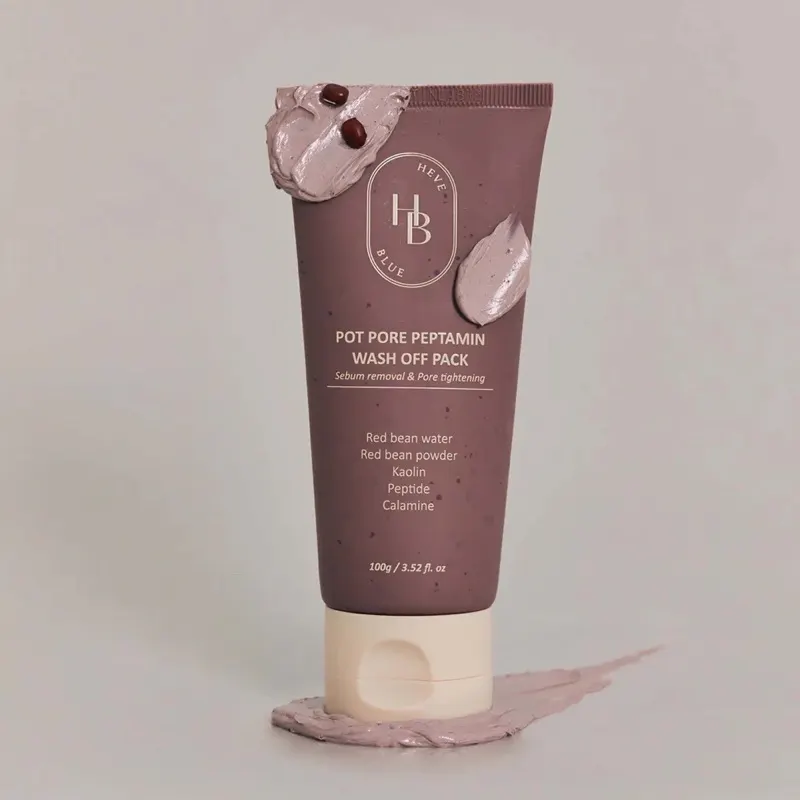 HEVE
HB
BLUE
POT PORE PEPTAMIN
WASH OFF PACK
Sebum removal & Pore tightening
Red bean water
Red bean powder
Kaolin
Peptide
Calamine
100g / 3.52 fl. oz